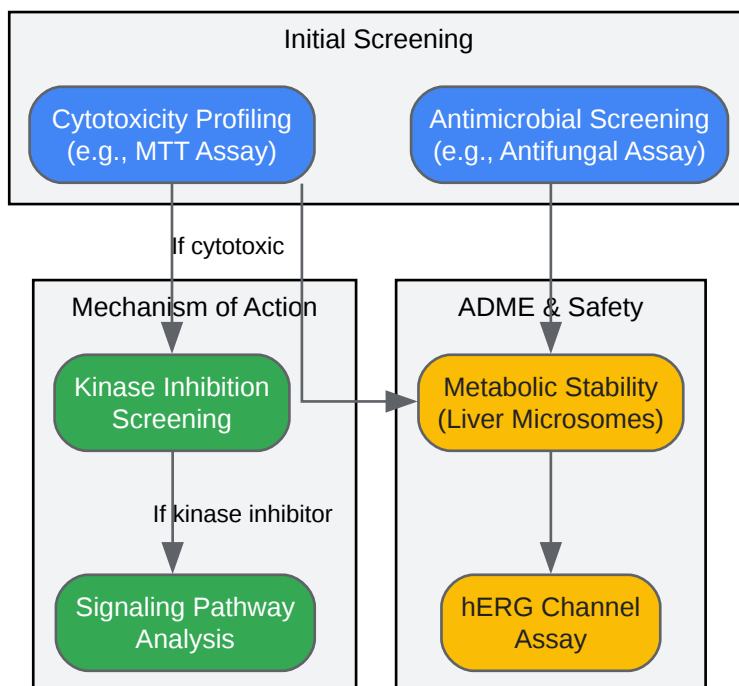 Initial Screening
Cytotoxicity Profiling
(e.g., MTT Assay)
Antimicrobial Screening
(e.g., Antifungal Assay)
If cytotoxic
Mechanism of Action
ADME & Safety
Kinase Inhibition
Screening
Metabolic Stability
(Liver Microsomes)
If kinase inhibitor
Signaling Pathway
Analysis
hERG Channel
Assay